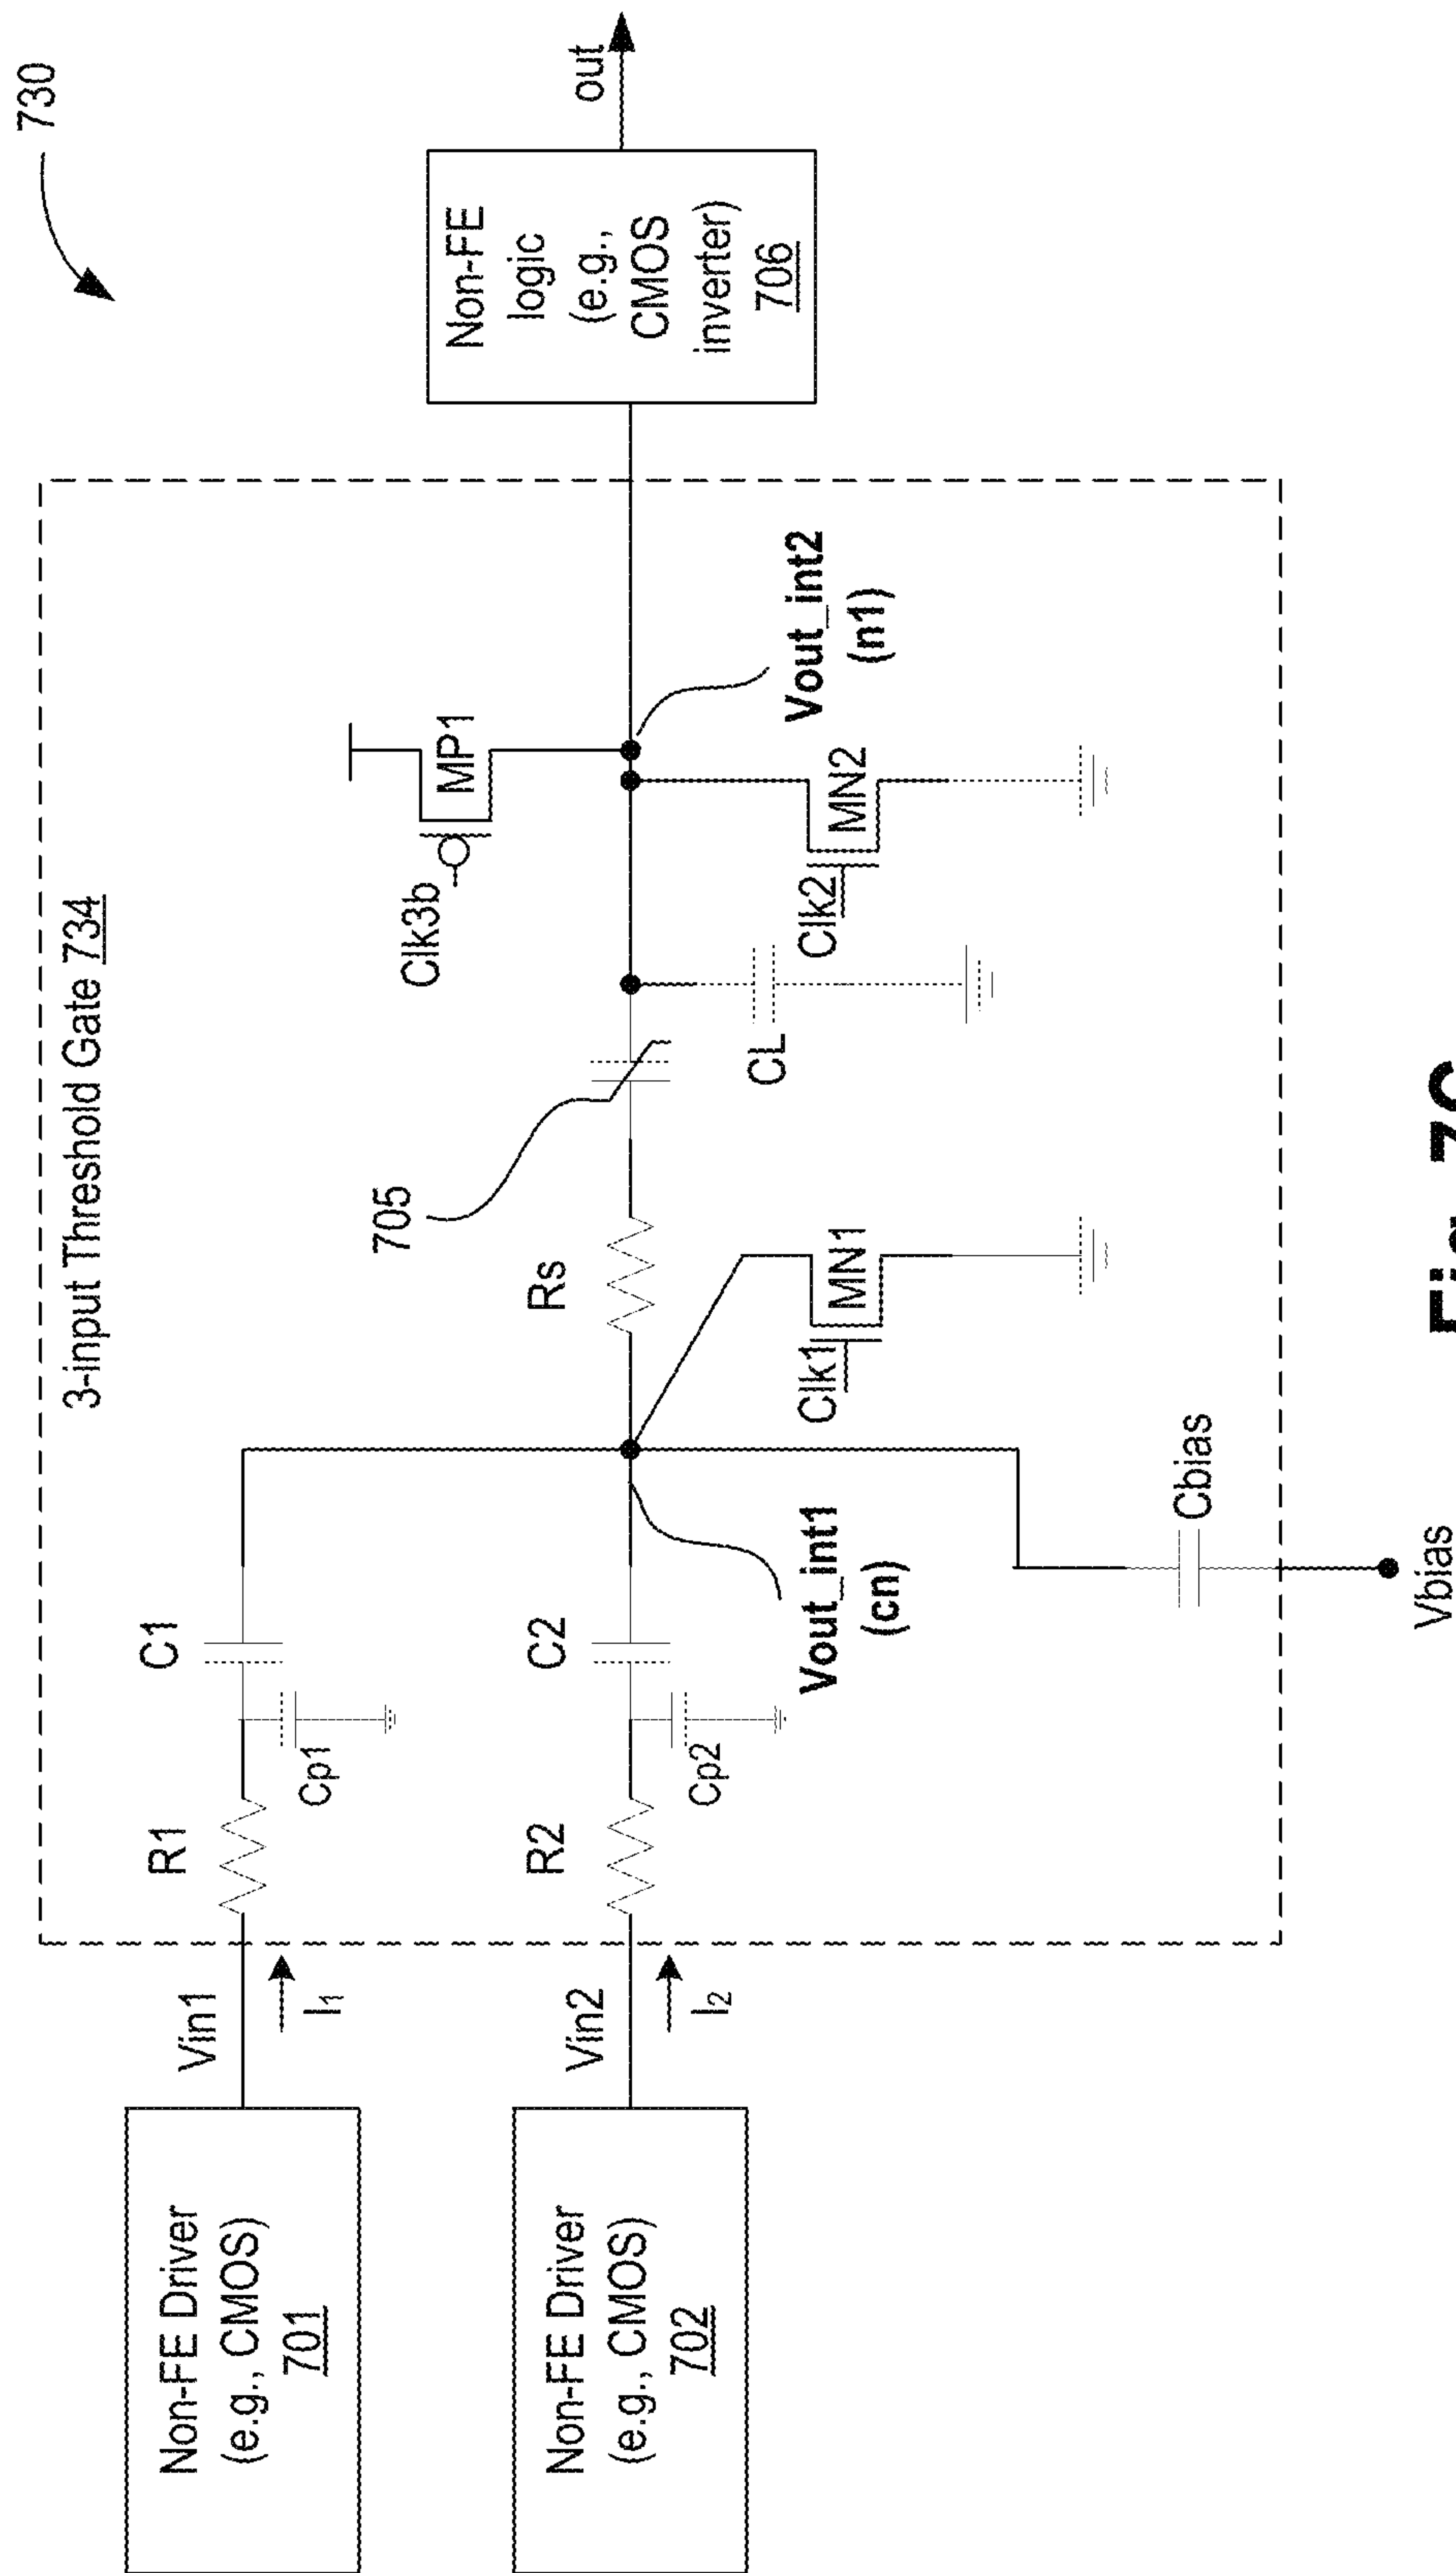 730
3-input Threshold Gate 734
Non-FE Driver
(e.g., CMOS)
701
Vin1
I1
R1
Cp1
C1
Non-FE Driver
(e.g., CMOS)
702
Vin2
I2
R2
Cp2
C2
Vout_int1
(cn)
Rs
705
Clk1
MN1
CL
Clk3b
MP1
Clk2
MN2
Vout_int2
(n1)
Non-FE
logic
(e.g.,
CMOS
inverter)
706
out
Cbias
Vbias